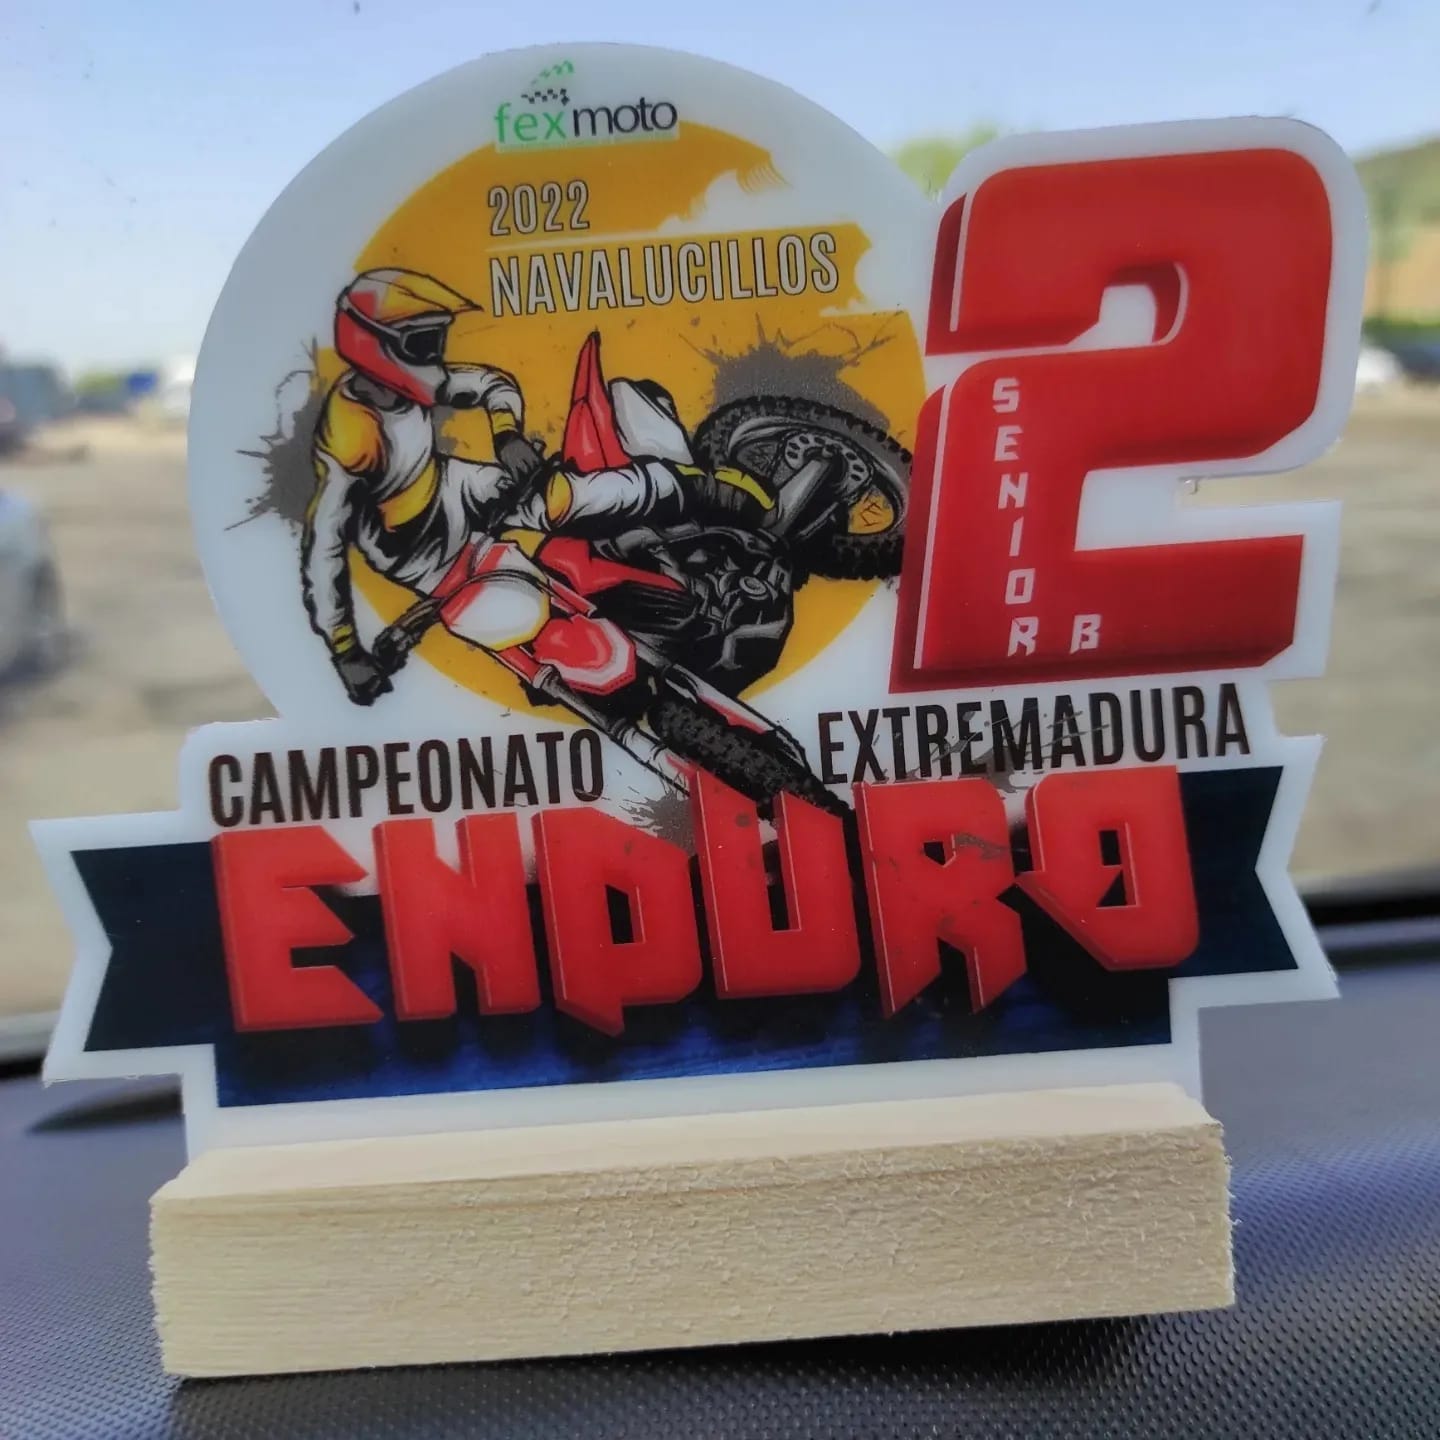 fexmoto
2022
NAVALUCILLOS
2
SENIOR B
CAMPEONATO EXTREMADURA
ENDURO